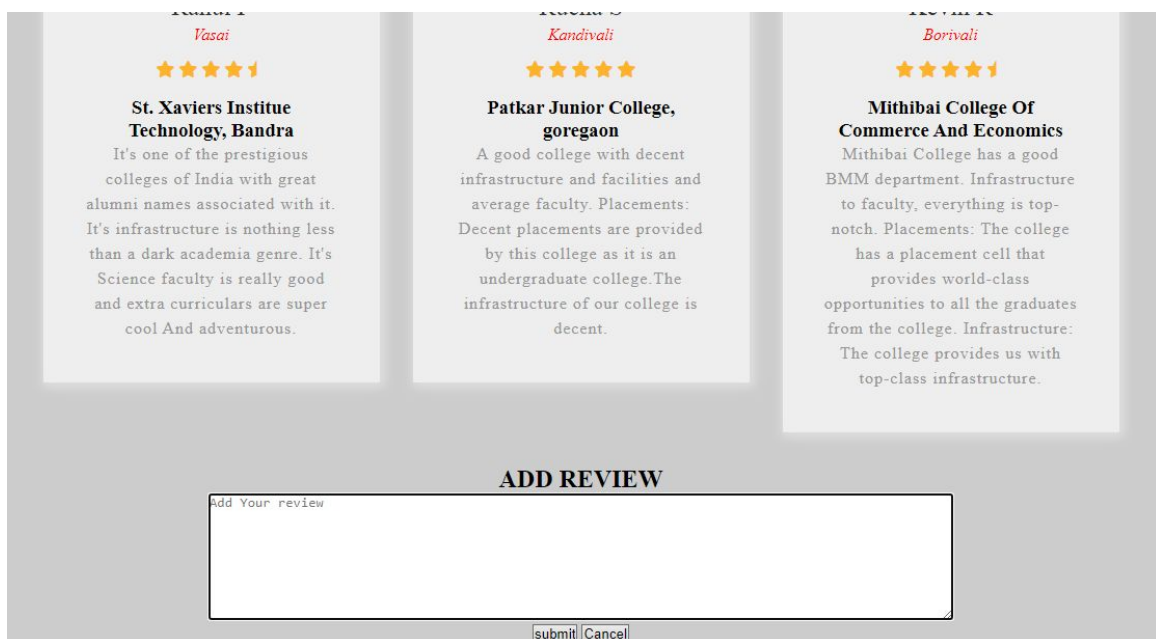 Vasai
St. Xaviers Institue
Technology, Bandra
It's one of the prestigious
colleges of India with great
alumni names associated with it.
It's infrastructure is nothing less
than a dark academia genre. It's
Science faculty is really good
and extra curriculars are super
cool And adventurous.
Kandivali
Patkar Junior College,
goregaon
A good college with decent
infrastructure and facilities and
average faculty. Placements:
Decent placements are provided
by this college as it is an
undergraduate college.The
infrastructure of our college is
decent.
Borivali
Mithibai College Of
Commerce And Economics
Mithibai College has a good
BMM department. Infrastructure
to faculty, everything is top-
notch. Placements: The college
has a placement cell that
provides world-class
opportunities to all the graduates
from the college. Infrastructure:
The college provides us with
top-class infrastructure.
ADD REVIEW
Add Your review
submit Cancel